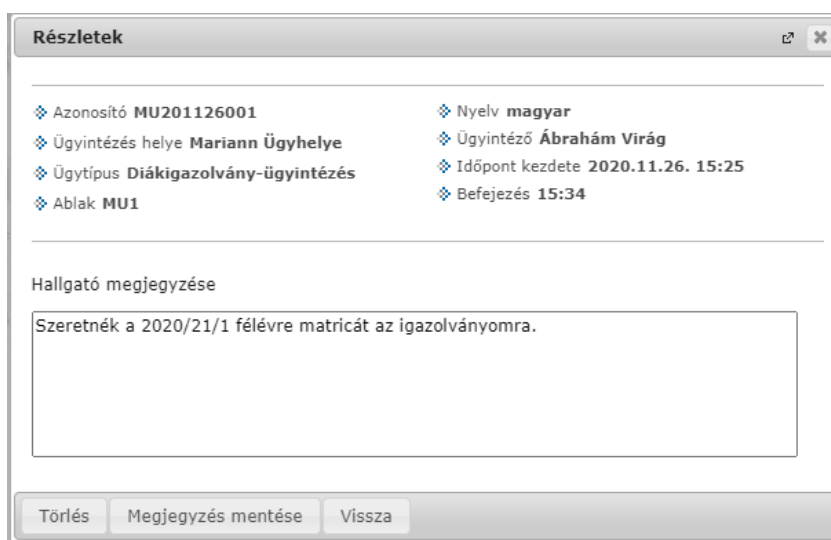 Részletek
Azonosító MU201126001
Ügyintézés helye Mariann Ügyhelye
Ügytípus Diákigazolvány-ügyintézés
Ablak MU1
Nyelv magyar
Ügyintéző Ábrahám Virág
Időpont kezdete 2020.11.26. 15:25
Befejezés 15:34
Hallgató megjegyzése
Szeretnék a 2020/21/1 félévre matricát az igazolványomra.
Törlés Megjegyzés mentése Vissza